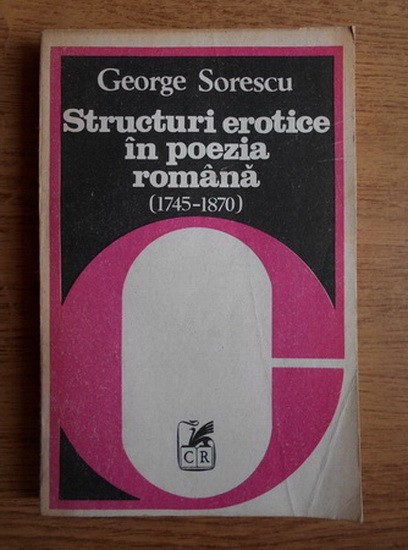 George Sorescu
Structuri erotice
în poezia
română
(1745-1870)
CR